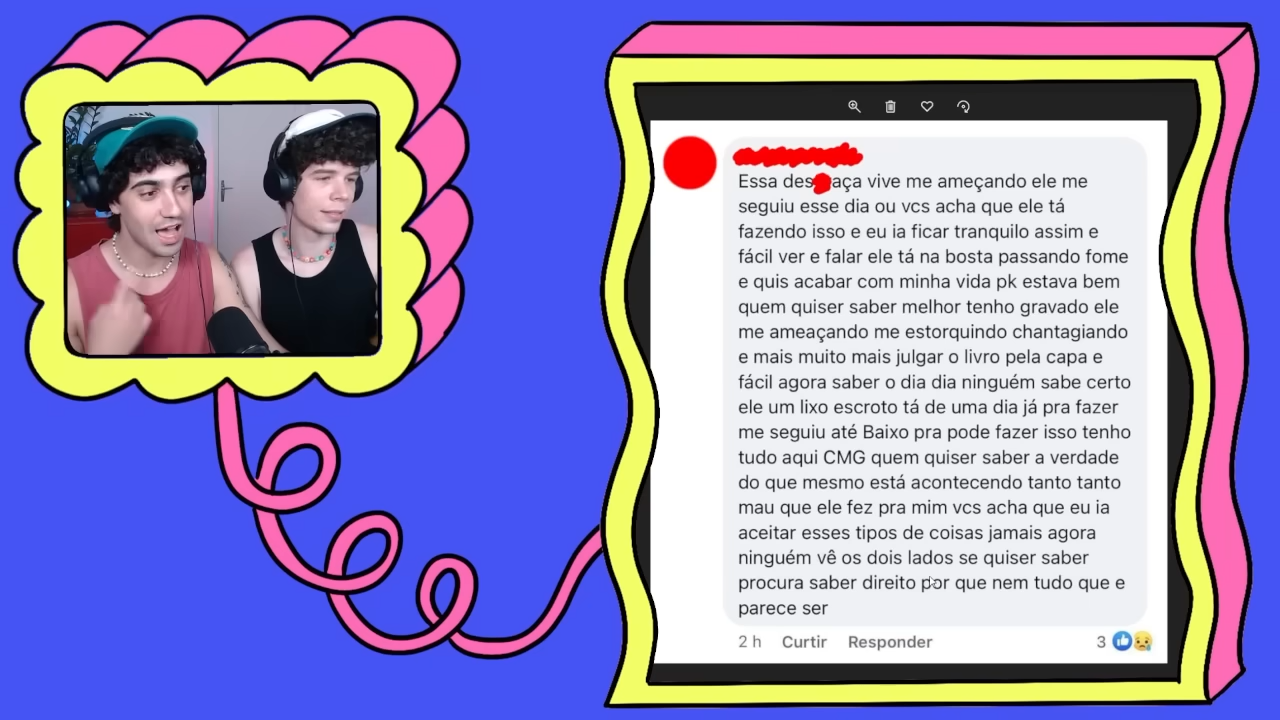 Essa des aça vive me ameçando ele me
seguiu esse dia ou vcs acha que ele tá
fazendo isso e eu ia ficar tranquilo assim e
fácil ver e falar ele tá na bosta passando fome
e quis acabar com minha vida pk estava bem
quem quiser saber melhor tenho gravado ele
me ameaçando me estorquindo chantagiando
e mais muito mais julgar o livro pela capa e
fácil agora saber o dia dia ninguém sabe certo
ele um lixo escroto tá de uma dia já pra fazer
me seguiu até Baixo pra pode fazer isso tenho
tudo aqui CMG quem quiser saber a verdade
do que mesmo está acontecendo tanto tanto
mau que ele fez pra mim vcs acha que eu ia
aceitar esses tipos de coisas jamais agora
ninguém vê os dois lados se quiser saber
procura saber direito por que nem tudo que e
parece ser
2 h Curtir Responder 3